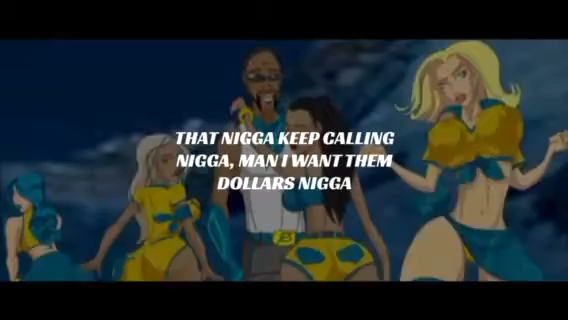 THAT NIGGA KEEP CALLING
NIGGA, MAN I WANT THEM
DOLLARS NIGGA